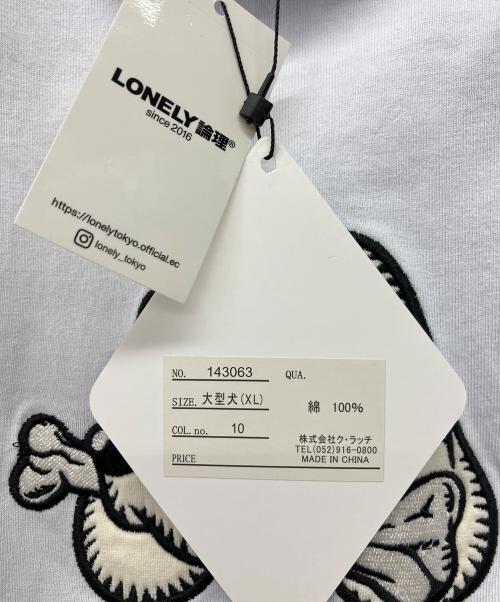 LONELY論理®
since 2016
https://lonelytokyo.official.ec
lonely_tokyo
NO. 143063
SIZE. 大型犬(XL)
COL.no. 10
PRICE
QUA.
綿 100%
株式会社ク・ラッチ
TEL(052)916-0800
MADE IN CHINA